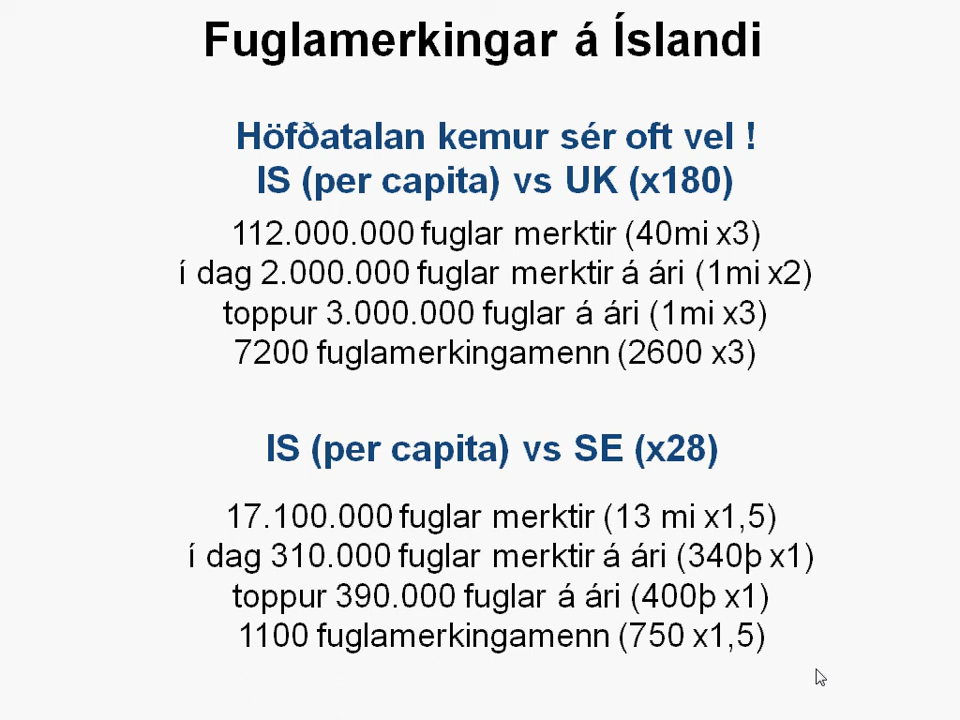 Fuglamerkingar á Íslandi
Höfðatalan kemur sér oft vel !
IS (per capita) vs UK (x180)
112.000.000 fuglar merktir (40mi x3)
í dag 2.000.000 fuglar merktir á ári (1mi x2)
toppur 3.000.000 fuglar á ári (1mi x3)
7200 fuglamerkingamenn (2600 x3)
IS (per capita) vs SE (x28)
17.100.000 fuglar merktir (13 mi x1,5)
í dag 310.000 fuglar merktir á ári (340þ x1)
toppur 390.000 fuglar á ári (400þ x1)
1100 fuglamerkingamenn (750 x1,5)